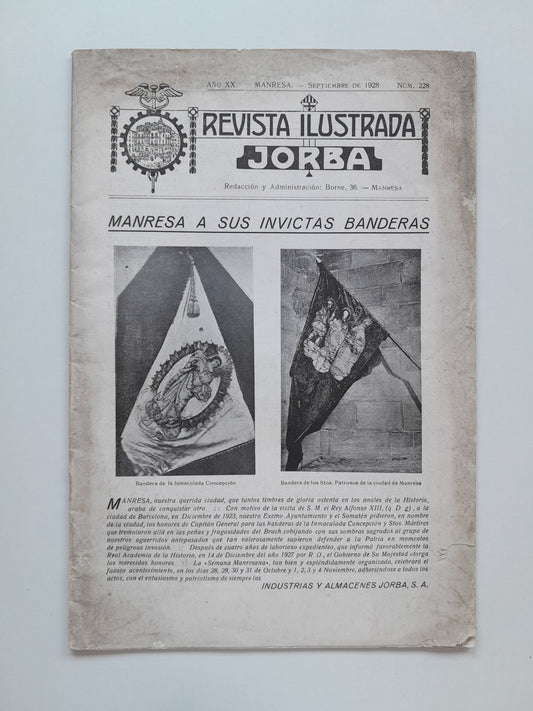 AÑO XX MANRESA. — SEPTIEMBRE DE 1928 NÚM. 228
REVISTA ILUSTRADA
JORBA
Redacción y Administración: Borne, 36. — MANRESA
MANRESA A SUS INVICTAS BANDERAS
Bandera de la Inmaculada Concepción
Bandera de los Stos. Patronos de la ciudad de Manresa
MANRESA, nuestra querida ciudad, que tantos timbres de gloria ostenta en los anales de la Historia,
acaba de conquistar otro. :: Con motivo de la visita de S. M. el Rey Alfonso XIII, (q D g) , a la
ciudad de Barcelona, en Diciembre de 1923, nuestro Excmo. Ayuntamiento y el Somatén pidieron, en nombre
de la ciudad, los honores de Capitán General para las banderas de la Inmaculada Concepción y Stos Mártires
que tremolaron allá en las peñas y fragosidades del Bruch cobijando con sus sombras sagradas al grupo de
nuestros aguerridos antepasados que tan valerosamente supieron defender a la Patria en momentos
de peligrosa invasión. :: Después de cuatro años de laborioso expediente, que informó favorablemente la
Real Academia de la Historia, en 14 de Diciembre del año 1927 por R D., el Gobierno de Su Majestad otorga
los merecidos honores. :: La «Semana Manresana», tan bien y espléndidamente organizada, celebrará el
fausto acontecimiento, en los días 28, 29, 30 y 31 de Octubre y 1, 2, 3 y 4 Noviembre, adheriéndose a todos los
actos, con el entusiasmo y patriotismo de siempre las
INDUSTRIAS Y ALMACENES JORBA, S. A.